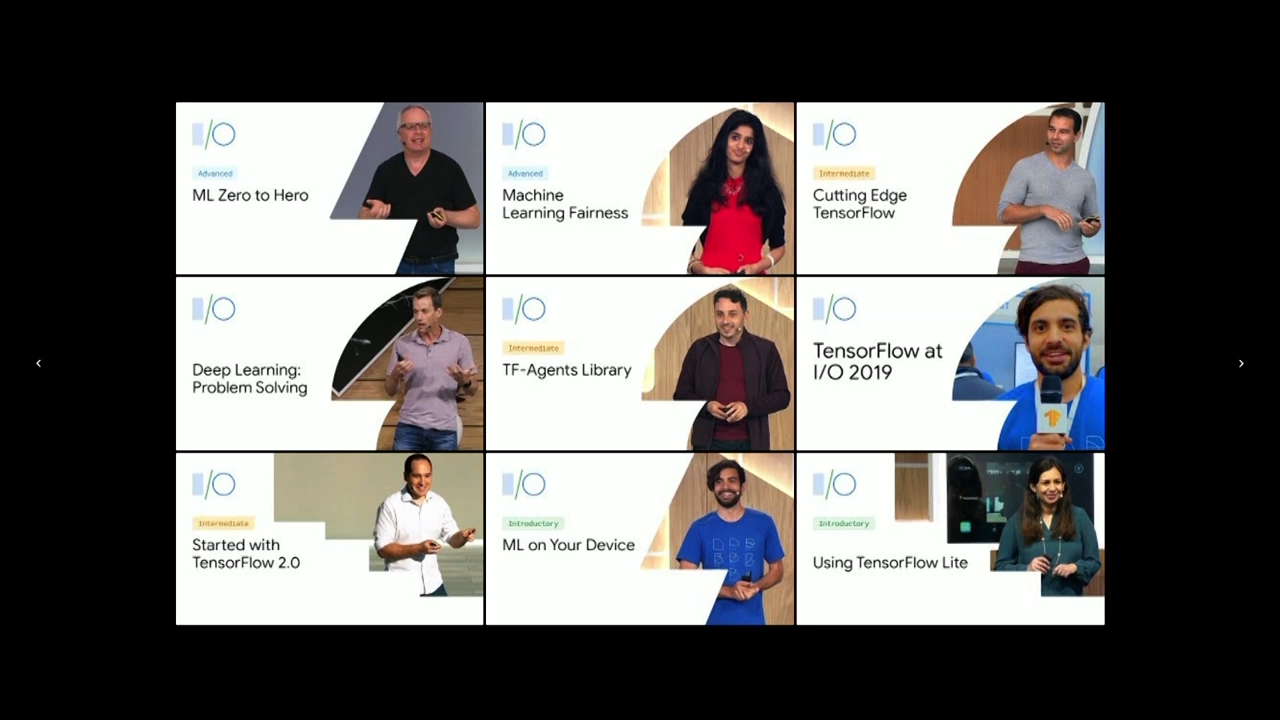 I/O
Advanced
ML Zero to Hero
I/O
Advanced
Machine
Learning Fairness
I/O
Intermediate
Cutting Edge
TensorFlow
I/O
Deep Learning:
Problem Solving
I/O
Intermediate
TF-Agents Library
I/O
TensorFlow at
I/O 2019
I/O
Intermediate
Started with
TensorFlow 2.0
I/O
Introductory
ML on Your Device
I/O
Introductory
Using TensorFlow Lite